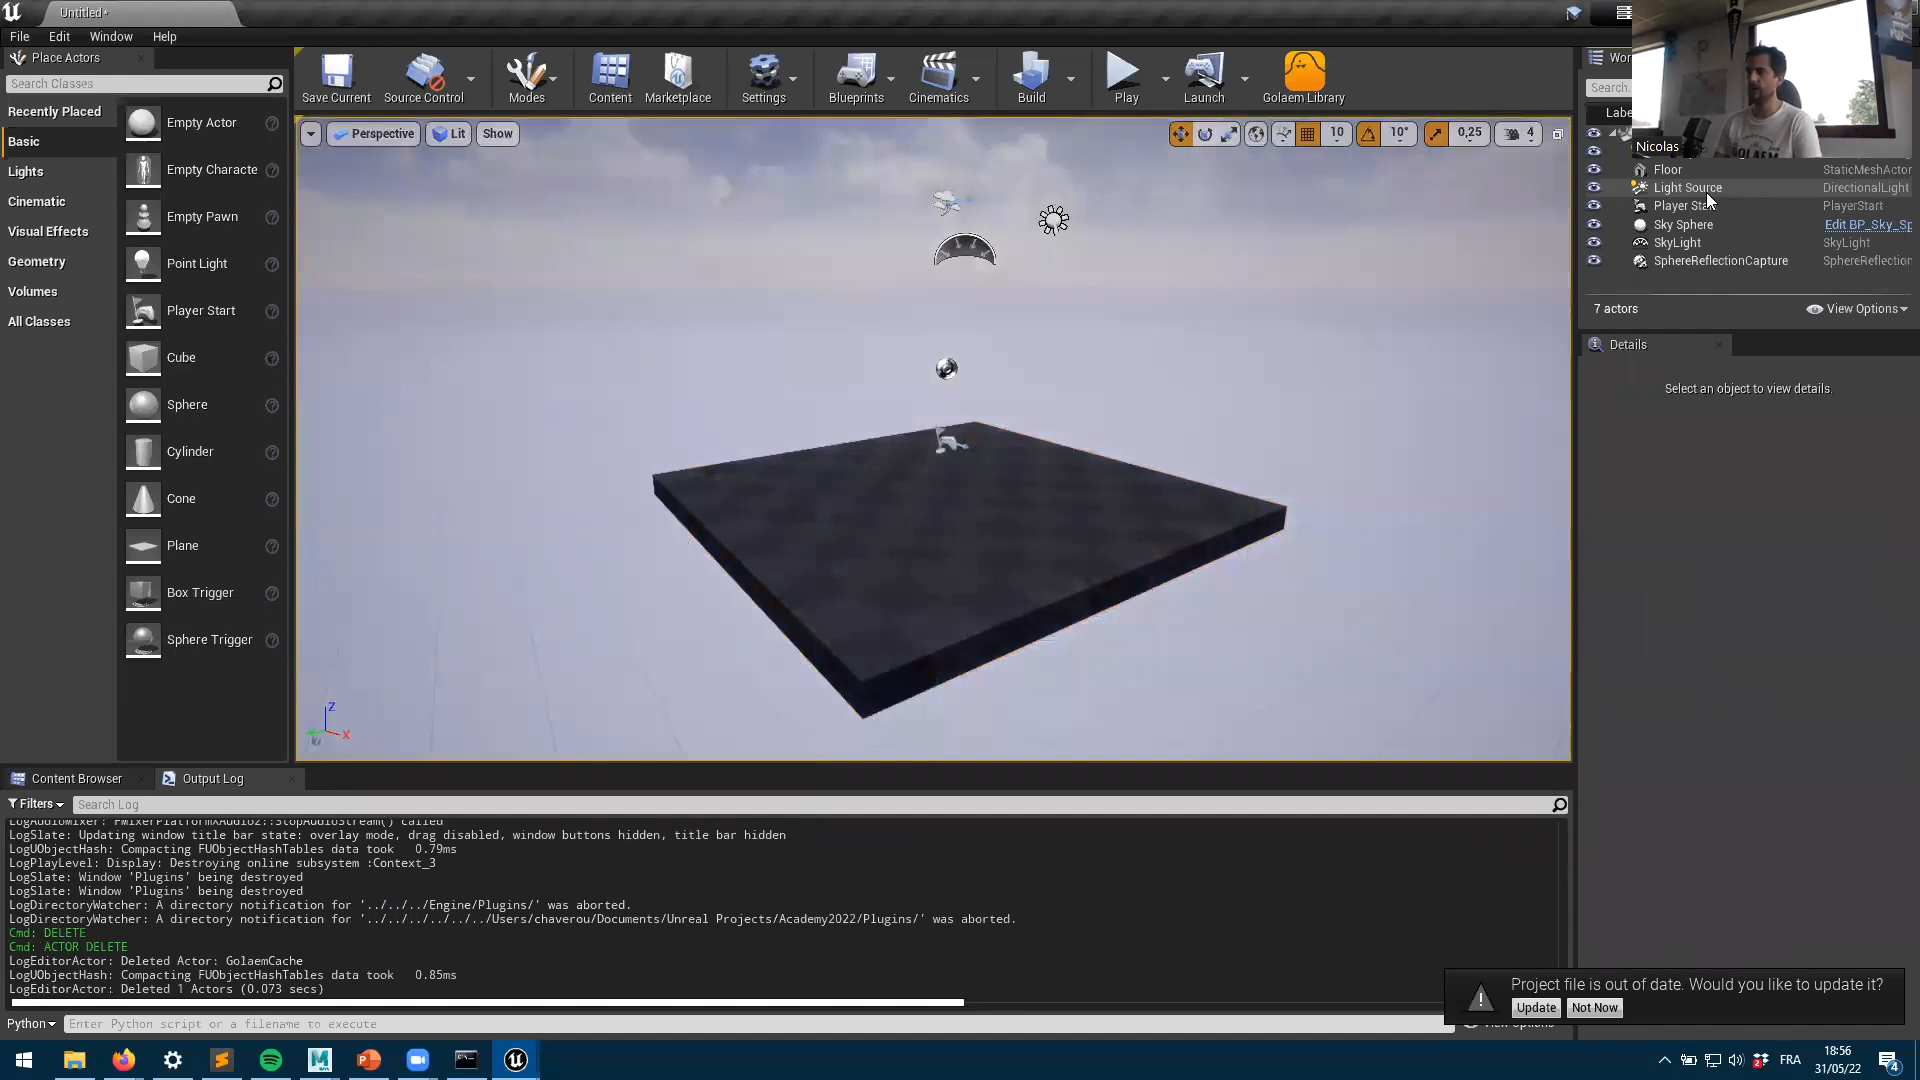 Untitled*
File Edit Window Help
Place Actors
Search Classes
Recently Placed
Basic
Lights
Cinematic
Visual Effects
Geometry
Volumes
All Classes
Empty Actor
Empty Characte
Empty Pawn
Point Light
Player Start
Cube
Sphere
Cylinder
Cone
Plane
Box Trigger
Sphere Trigger
Save Current
Source Control
Modes
Content
Marketplace
Settings
Blueprints
Cinematics
Build
Play
Launch
Golaem Library
Perspective Lit Show
10 10° 0,25 4
Z
X
Wor
Search.
Labe
Nicolas
GOLAEM
Floor StaticMeshActor
Light Source DirectionalLight
Player Sta PlayerStart
Sky Sphere Edit BP_Sky_Sp
SkyLight SkyLight
SphereReflectionCapture SphereReflection
7 actors View Options
Details
Select an object to view details.
Content Browser Output Log
Filters Search Log
LogAudioMixer: FMixerPlatformXAudio2::StopAudioStream() called
LogSlate: Updating window title bar state: overlay mode, drag disabled, window buttons hidden, title bar hidden
LogUObjectHash: Compacting FUObjectHashTables data took 0.79ms
LogPlayLevel: Display: Destroying online subsystem :Context_3
LogSlate: Window 'Plugins' being destroyed
LogSlate: Window 'Plugins' being destroyed
LogDirectoryWatcher: A directory notification for '../../../Engine/Plugins/' was aborted.
LogDirectoryWatcher: A directory notification for '../../../../../../Users/chaverou/Documents/Unreal Projects/Academy2022/Plugins/' was aborted.
Cmd: DELETE
Cmd: ACTOR DELETE
LogEditorActor: Deleted Actor: GolaemCache
LogUObjectHash: Compacting FUObjectHashTables data took 0.85ms
LogEditorActor: Deleted 1 Actors (0.073 secs)
Python Enter Python script or a filename to execute
Project file is out of date. Would you like to update it?
Update Not Now
View Options
FRA
18:56
31/05/22
4